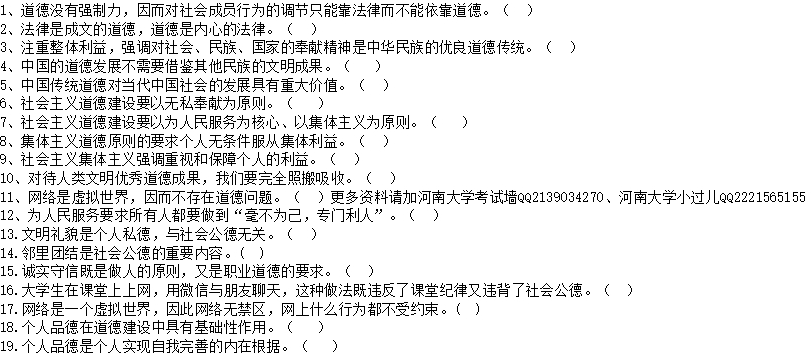 1、道德没有强制力，因而对社会成员行为的调节只能靠法律而不能依靠道德。（　）
2、法律是成文的道德，道德是内心的法律。（　）
3、注重整体利益，强调对社会、民族、国家的奉献精神是中华民族的优良道德传统。（　）
4、中国的道德发展不需要借鉴其他民族的文明成果。（　）
5、中国传统道德对当代中国社会的发展具有重大价值。（　）
6、社会主义道德建设要以无私奉献为原则。（　）
7、社会主义道德建设要以为人民服务为核心、以集体主义为原则。（　）
8、集体主义道德原则的要求个人无条件服从集体利益。（　）
9、社会主义集体主义强调重视和保障个人的利益。（　）
10、对待人类文明优秀道德成果，我们要完全照搬吸收。（　）
11、网络是虚拟世界，因而不存在道德问题。（　）更多资料请加河南大学考试墙QQ2139034270、河南大学小过儿QQ2221565155
12、为人民服务要求所有人都要做到“毫不为己，专门利人”。（　）
13.文明礼貌是个人私德，与社会公德无关。（　）
14.邻里团结是社会公德的重要内容。（　）
15.诚实守信既是做人的原则，又是职业道德的要求。（　）
16.大学生在课堂上上网，用微信与朋友聊天，这种做法既违反了课堂纪律又违背了社会公德。（　）
17.网络是一个虚拟世界，因此网络无禁区，网上什么行为都不受约束。（　）
18.个人品德在道德建设中具有基础性作用。（　）
19.个人品德是个人实现自我完善的内在根据。（　）